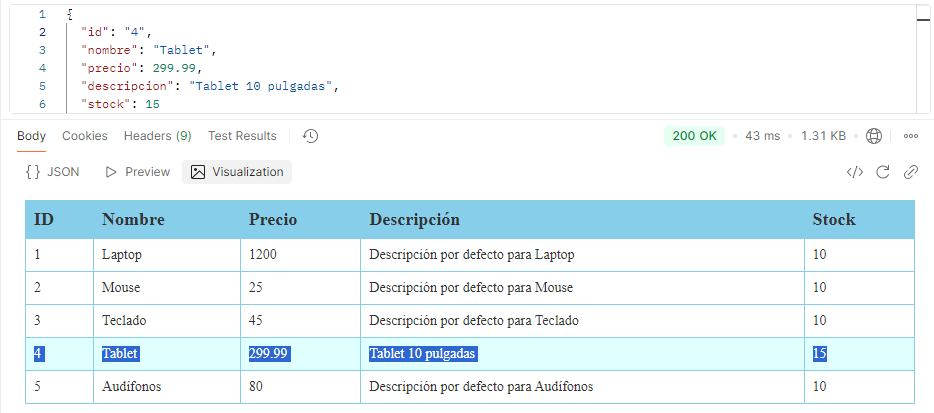 1 {
2 "id": "4",
3 "nombre": "Tablet",
4 "precio": 299.99,
5 "descripcion": "Tablet 10 pulgadas",
6 "stock": 15
Body Cookies Headers (9) Test Results 200 OK • 43 ms • 1.31 KB
{} JSON Preview Visualization
ID Nombre Precio Descripción Stock
1 Laptop 1200 Descripción por defecto para Laptop 10
2 Mouse 25 Descripción por defecto para Mouse 10
3 Teclado 45 Descripción por defecto para Teclado 10
4 Tablet 299.99 Tablet 10 pulgadas 15
5 Audífonos 80 Descripción por defecto para Audífonos 10